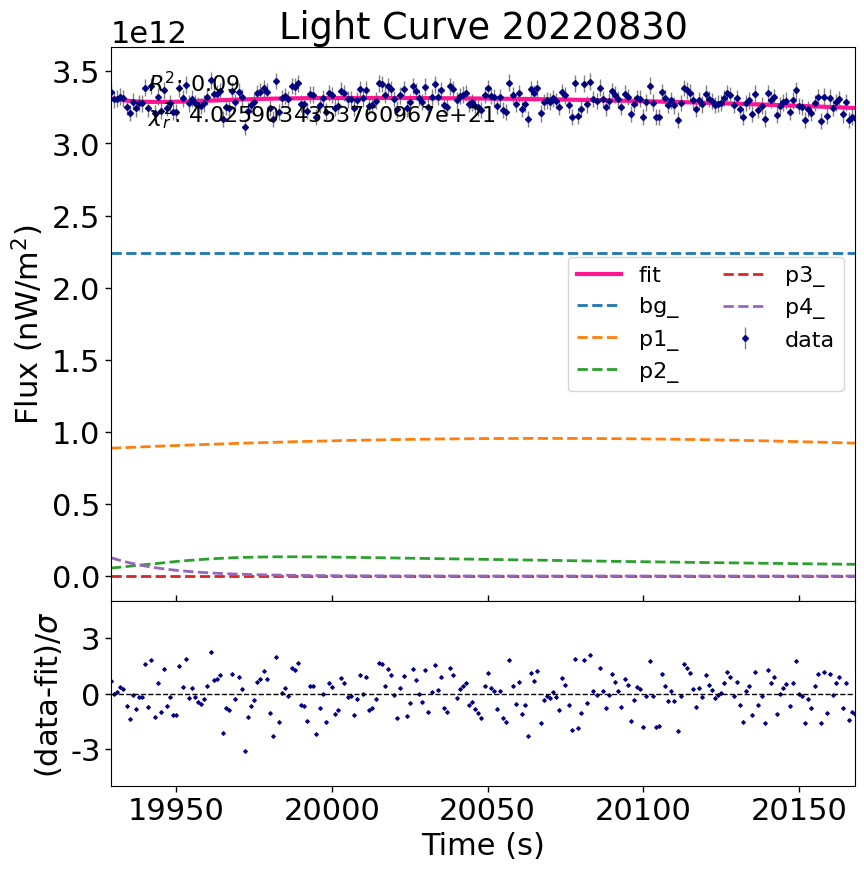 Light Curve 20220830
1e12
R²: 0.09
χᵣ²: 4.0259034353760967e+21
Flux (nW/m²)
3.5
3.0
2.5
2.0
1.5
1.0
0.5
0.0
fit
bg_
p1_
p2_
p3_
p4_
data
(data-fit)/σ
3
0
-3
19950
20000
20050
20100
20150
Time (s)